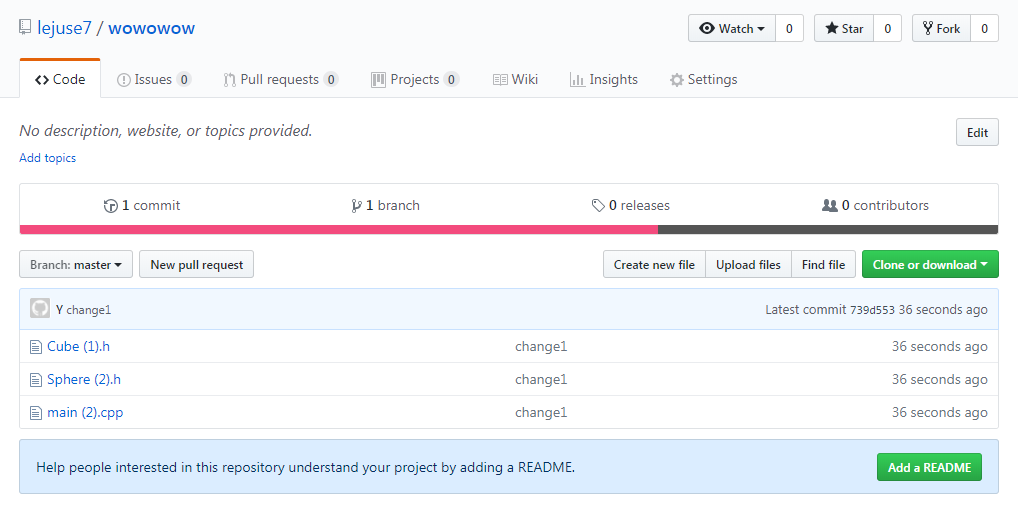 lejuse7 / wowowow Watch 0 Star 0 Fork 0
Code Issues 0 Pull requests 0 Projects 0 Wiki Insights Settings
No description, website, or topics provided. Edit
Add topics
1 commit 1 branch 0 releases 0 contributors
Branch: master New pull request Create new file Upload files Find file Clone or download
Y change1 Latest commit 739d553 36 seconds ago
Cube (1).h change1 36 seconds ago
Sphere (2).h change1 36 seconds ago
main (2).cpp change1 36 seconds ago
Help people interested in this repository understand your project by adding a README. Add a README